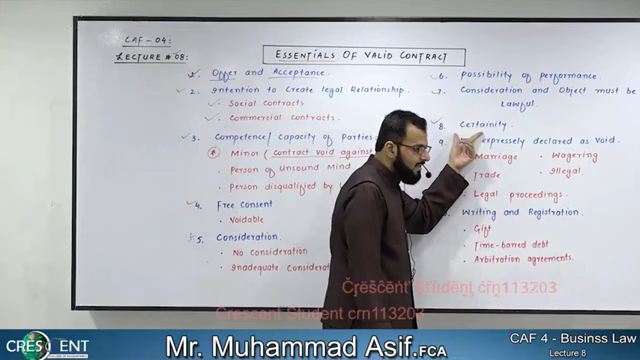 CAF-04:
LECTURE # 08:
ESSENTIALS OF VALID CONTRACT
1. Offer and Acceptance.
2. Intention to Create legal Relationship.
Social Contracts
Commercial contracts.
3. Competence/ Capacity of Parties
Minor (contract void against
Person of Unsound Mind
Person disqualified by
4. Free Consent
Voidable
5. Consideration.
No Consideration
Inadequate Considerat
6. Possibility of performance.
7. Consideration and Object must be
Lawful.
8. Certainity.
9. expressely declared as Void.
Marriage
Wagering
Trade
Illegal.
Legal proceedings.
Writing and Registration.
Gift
Time-barred debt
Arbitration agreements.
Crescent Student crn113203
Crescent Student crn113203
CRESCENT
Mr. Muhammad Asif.FCA
CAF 4 - Businss Law
Lecture 8